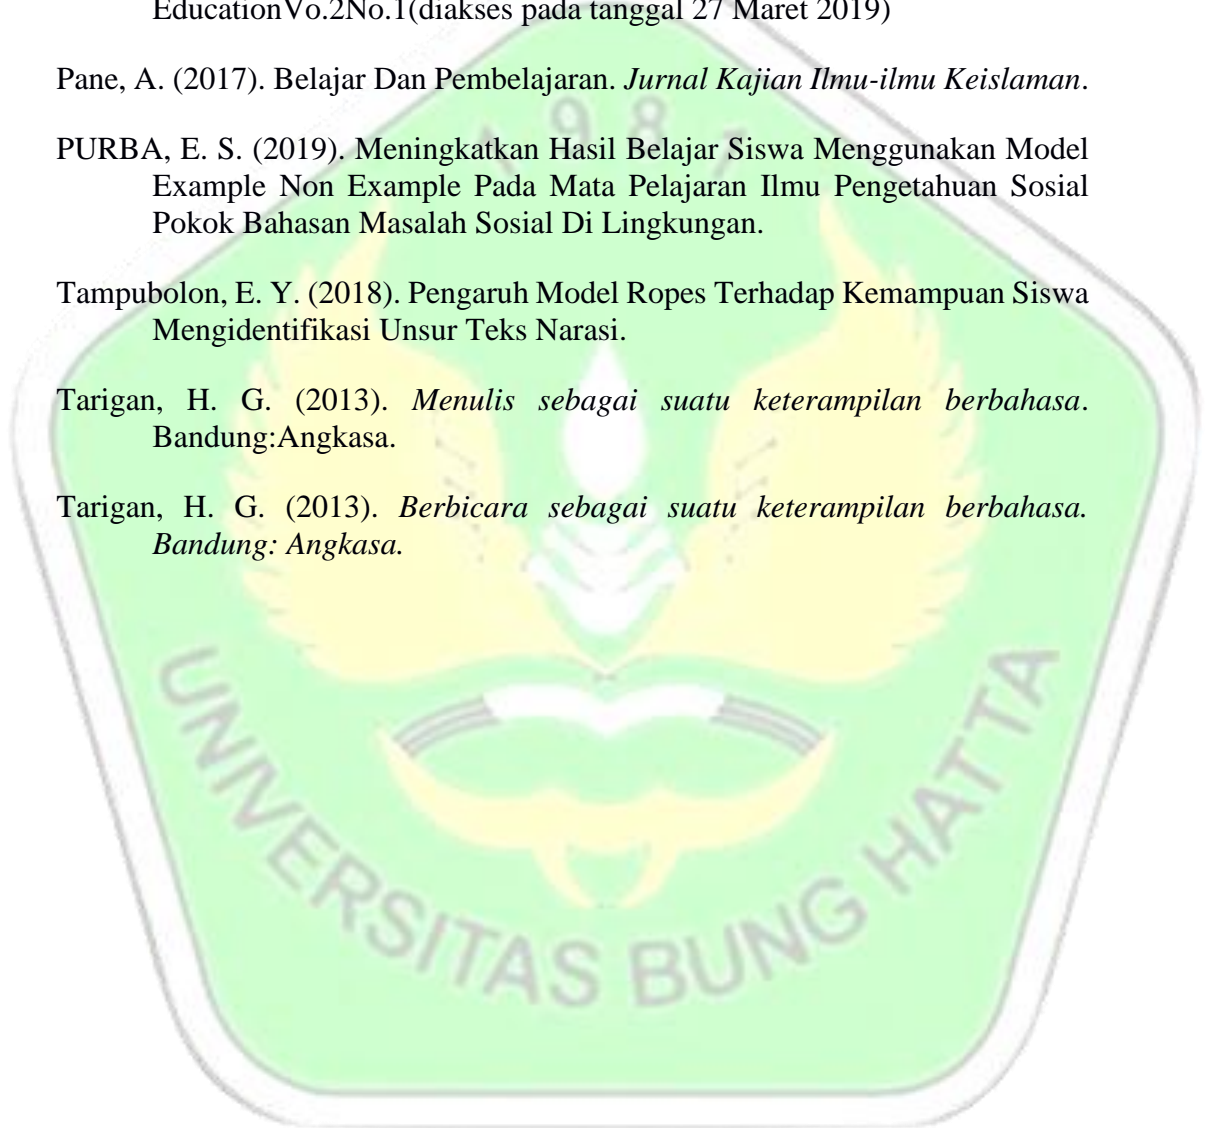 EducationVo.2No.1(diakses pada tanggal 27 Maret 2019)
Pane, A. (2017). Belajar Dan Pembelajaran. Jurnal Kajian Ilmu-ilmu Keislaman.
1981
PURBA, E. S. (2019). Meningkatkan Hasil Belajar Siswa Menggunakan Model
Example Non Example Pada Mata Pelajaran Ilmu Pengetahuan Sosial
Pokok Bahasan Masalah Sosial Di Lingkungan.
Tampubolon, E. Y. (2018). Pengaruh Model Ropes Terhadap Kemampuan Siswa
Mengidentifikasi Unsur Teks Narasi.
Tarigan, H. G. (2013). Menulis sebagai suatu keterampilan berbahasa.
Bandung:Angkasa.
Tarigan, H. G. (2013). Berbicara sebagai suatu keterampilan berbahasa.
Bandung: Angkasa.
UNIVERSITAS BUNG HATTA